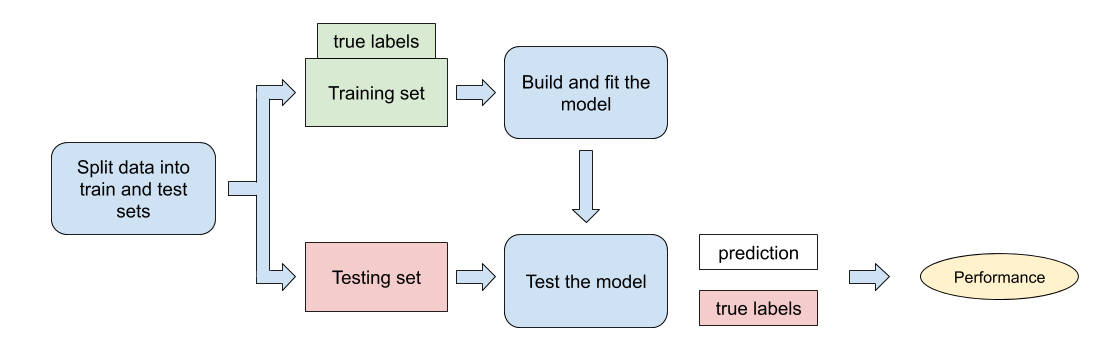 true labels
Training set
Build and fit the
model
Split data into
train and test
sets
Testing set
Test the model
prediction
true labels
Performance